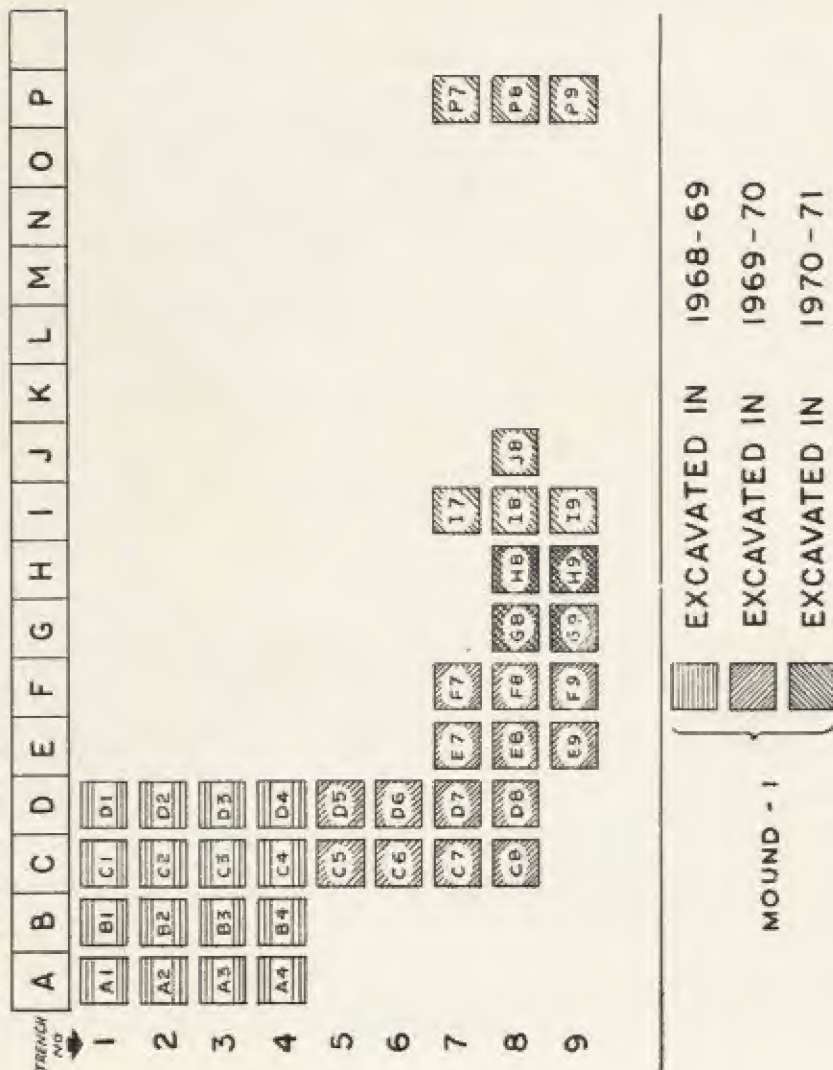 TRENCH NO
A B C D E F G H I J K L M N O P
1 A1 B1 C1 D1
2 A2 B2 C2 D2
3 A3 B3 C3 D3
4 A4 B4 C4 D4
5 C5 D5
6 C6 D6
7 C7 D7 E7 F7 I7 P7
8 C8 D8 E8 F8 G8 H8 I8 J8 P8
9 E9 F9 G9 H9 I9 P9
MOUND - 1
EXCAVATED IN 1968-69
EXCAVATED IN 1969-70
EXCAVATED IN 1970-71